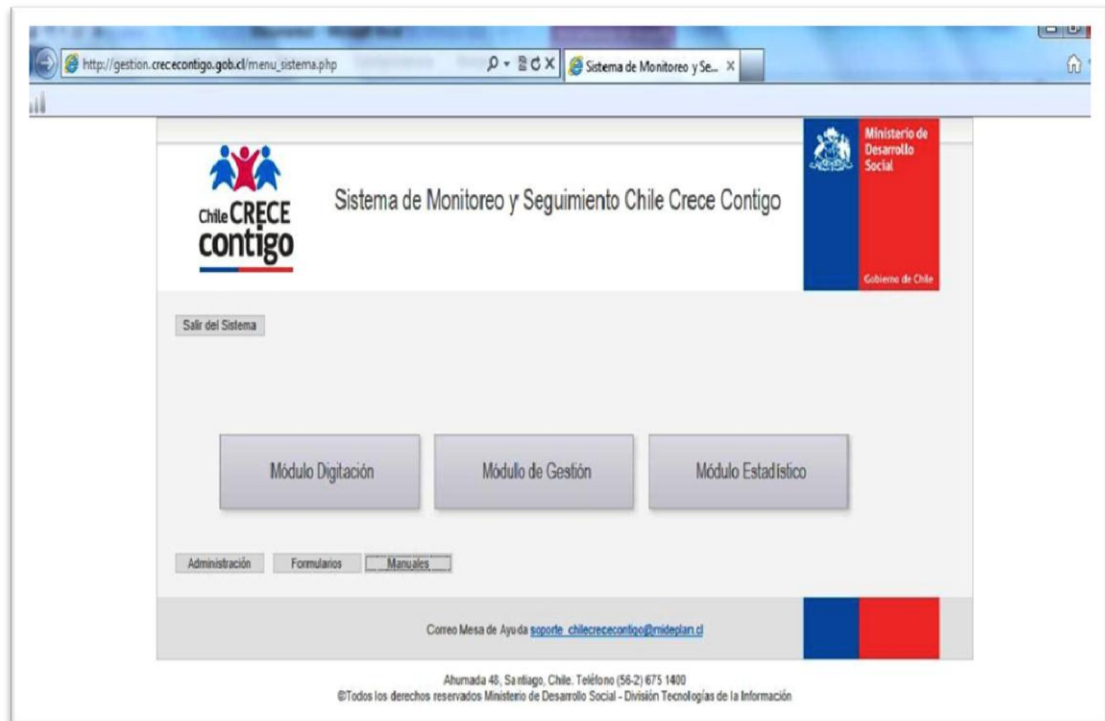 http://gestion.crececontigo.gob.cl/menu_sistema.php
Sistema de Monitoreo y Se...
Chile CRECE
contigo
Sistema de Monitoreo y Seguimiento Chile Crece Contigo
Ministerio de
Desarrollo
Social
Gobierno de Chile
Salir del Sistema
Módulo Digitación
Módulo de Gestión
Módulo Estadístico
Administración
Formularios
Manuales
Correo Mesa de Ayuda soporte_chilecrececontigo@mideplan.cl
Ahumada 48, Santiago, Chile. Teléfono (56-2) 675 1400
©Todos los derechos reservados Ministerio de Desarrollo Social - División Tecnologías de la Información